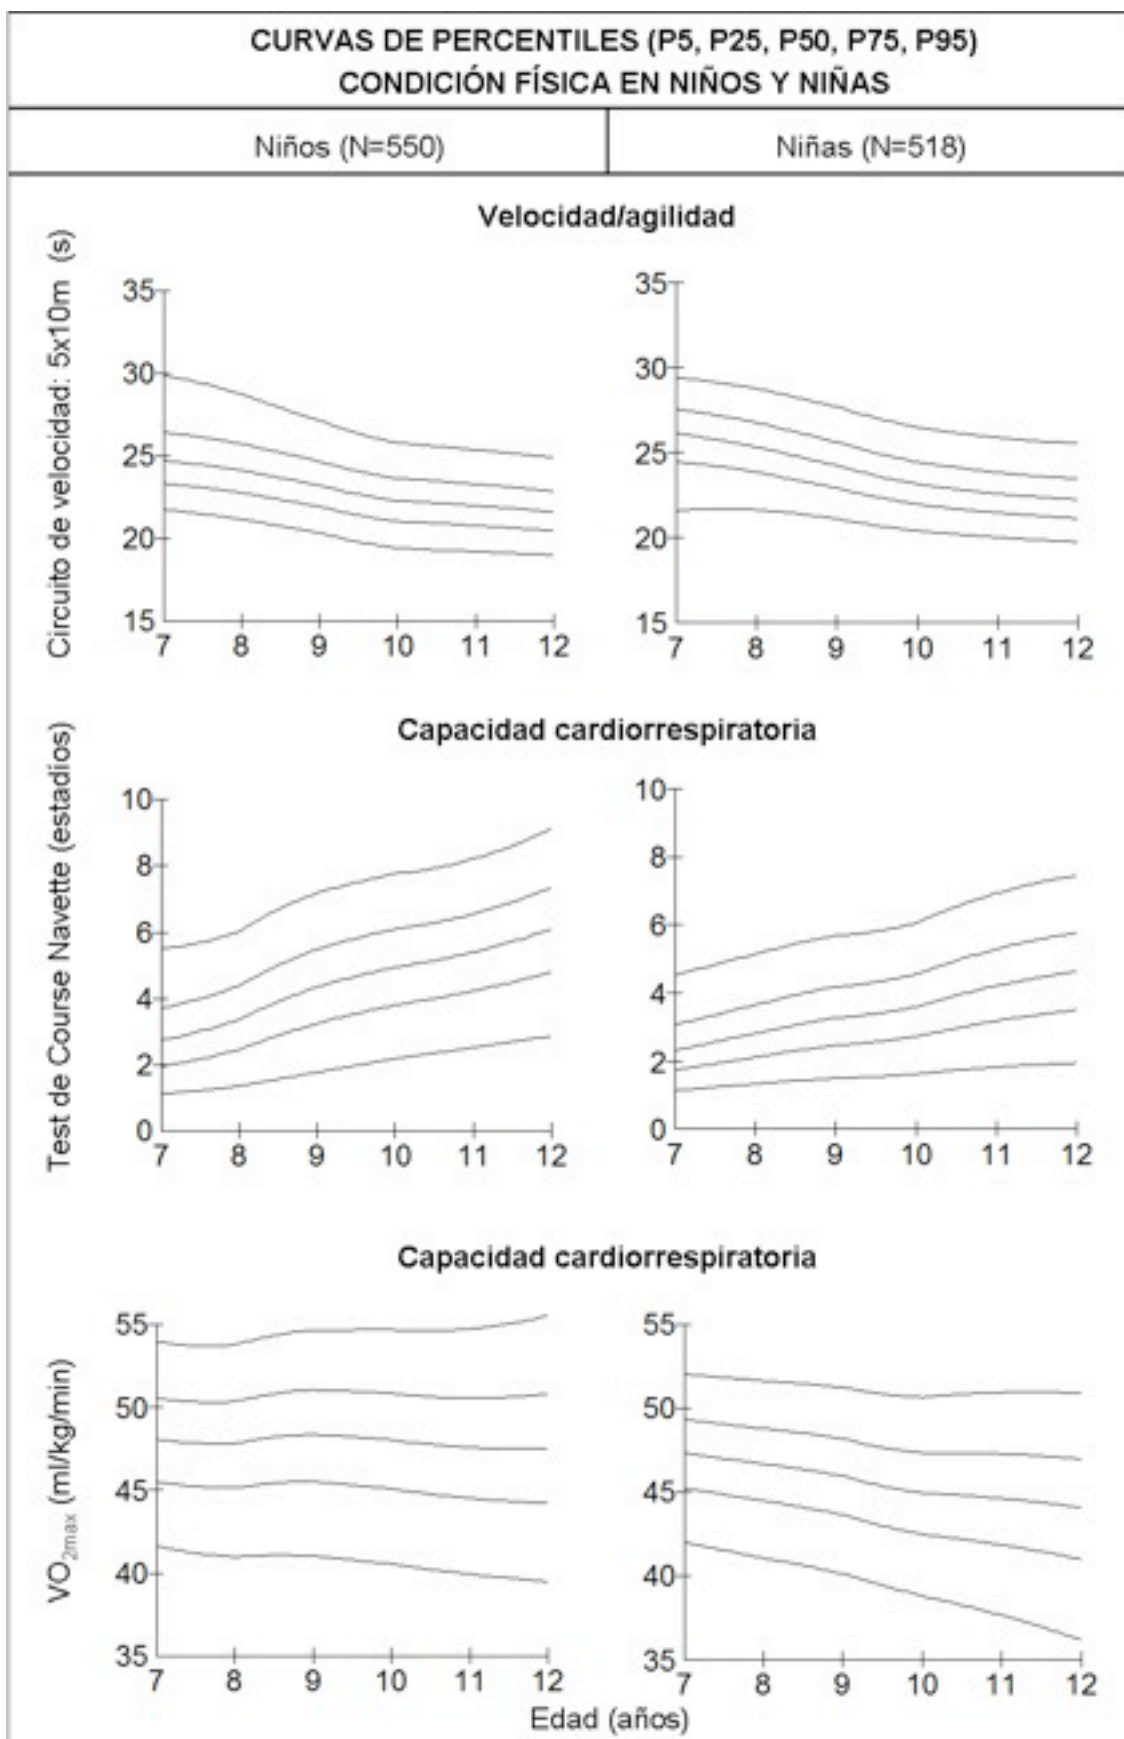 CURVAS DE PERCENTILES (P5, P25, P50, P75, P95)
CONDICIÓN FÍSICA EN NIÑOS Y NIÑAS
Niños (N=550)
Niñas (N=518)
Velocidad/agilidad
Circuito de velocidad: 5x10m (s)
35
30
25
20
15
7 8 9 10 11 12
35
30
25
20
15
7 8 9 10 11 12
Capacidad cardiorrespiratoria
Test de Course Navette (estadios)
10
8
6
4
2
0
7 8 9 10 11 12
10
8
6
4
2
0
7 8 9 10 11 12
Capacidad cardiorrespiratoria
VO2max (ml/kg/min)
55
50
45
40
35
7 8 9 10 11 12
55
50
45
40
35
7 8 9 10 11 12
Edad (años)